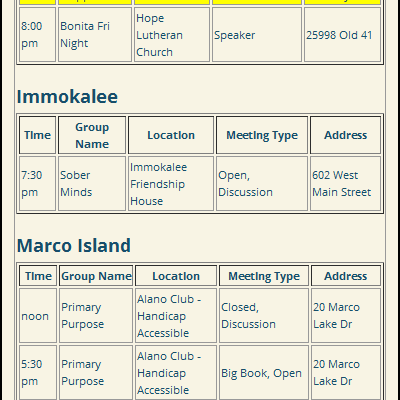 8:00 pm
Bonita Fri Night
Hope Lutheran Church
Speaker
25998 Old 41
Immokalee
Time
Group Name
Location
Meeting Type
Address
7:30 pm
Sober Minds
Immokalee Friendship House
Open, Discussion
602 West Main Street
Marco Island
Time
Group Name
Location
Meeting Type
Address
noon
Primary Purpose
Alano Club - Handicap Accessible
Closed, Discussion
20 Marco Lake Dr
5:30 pm
Primary Purpose
Alano Club - Handicap Accessible
Big Book, Open
20 Marco Lake Dr